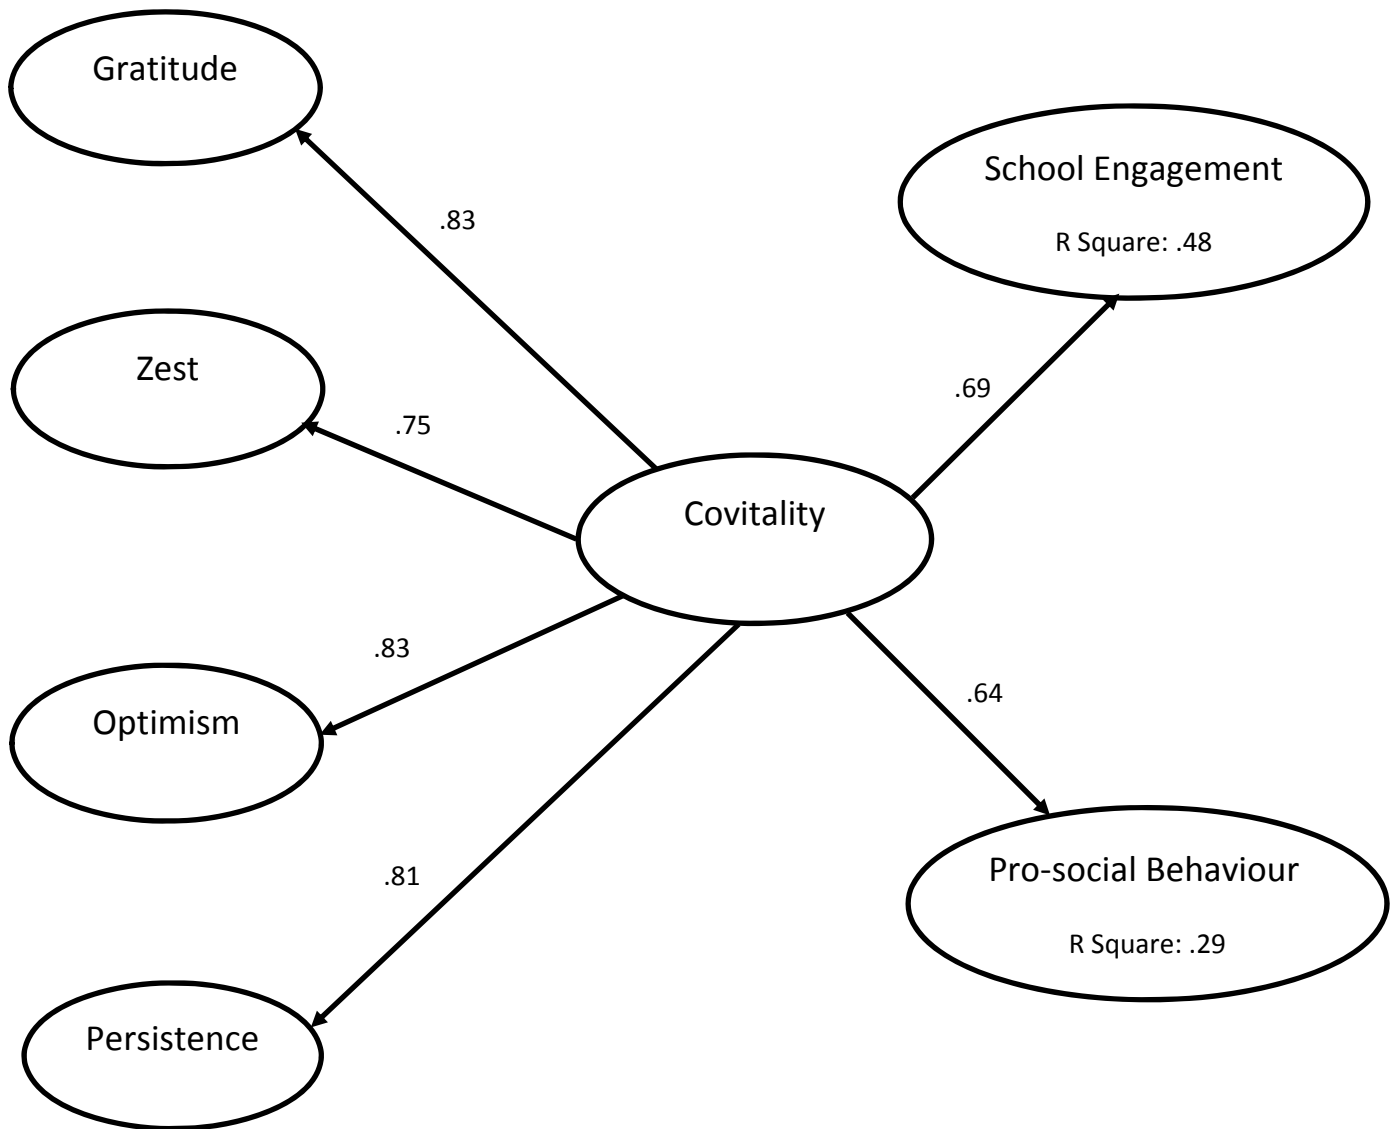 Gratitude
School Engagement
R Square: .48
.83
Zest
.69
.75
Covitality
.83
Optimism
.64
.81
Pro-social Behaviour
R Square: .29
Persistence